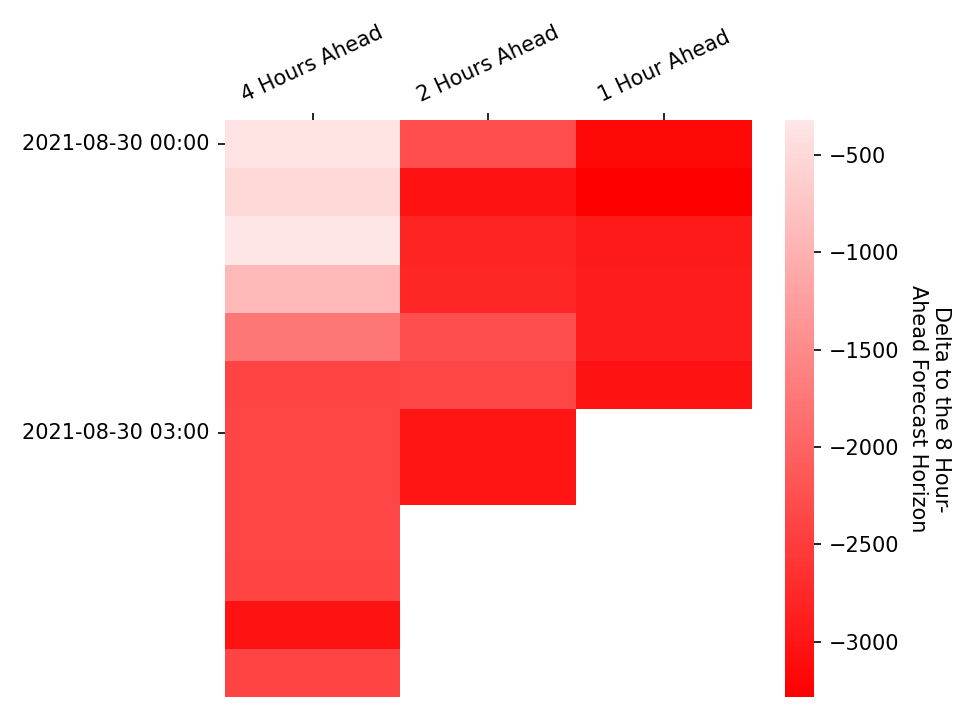 4 Hours Ahead
2 Hours Ahead
1 Hour Ahead
2021-08-30 00:00
2021-08-30 03:00
−500
−1000
−1500
−2000
−2500
−3000
Delta to the 8 Hour-
Ahead Forecast Horizon